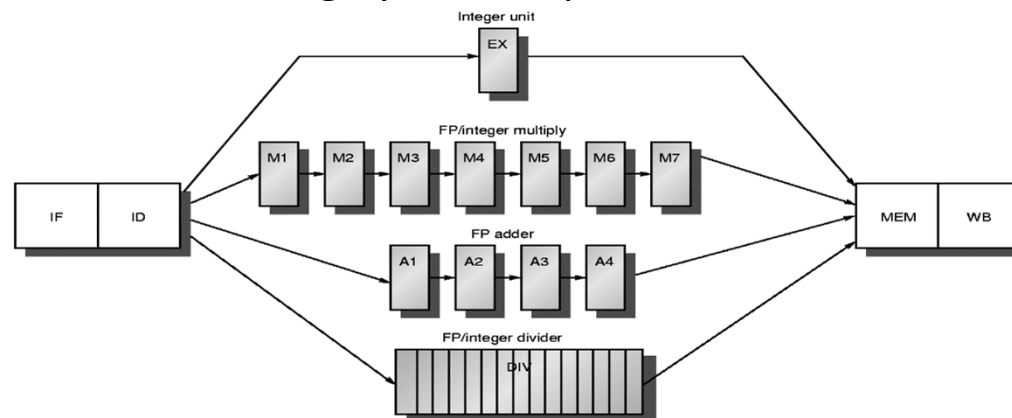 Integer unit
EX
FP/integer multiply
M1 M2 M3 M4 M5 M6 M7
IF ID MEM WB
FP adder
A1 A2 A3 A4
FP/integer divider
DIV